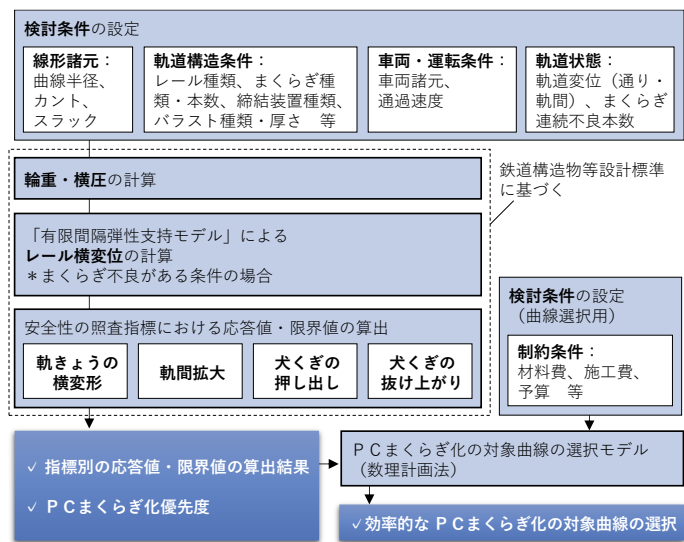 検討条件の設定
線形諸元：
曲線半径、
カント、
スラック
軌道構造条件：
レール種類、まくらぎ種
類・本数、締結装置種類、
バラスト種類・厚さ　等
車両・運転条件：
車両諸元、
通過速度
軌道状態：
軌道変位（通り・
軌間）、まくらぎ
連続不良本数
輪重・横圧の計算
鉄道構造物等設計標準
に基づく
「有限間隔弾性支持モデル」による
レール横変位の計算
＊まくらぎ不良がある条件の場合
安全性の照査指標における応答値・限界値の算出
軌きょうの
横変形
軌間拡大
犬くぎの
押し出し
犬くぎの
抜け上がり
検討条件の設定
（曲線選択用）
制約条件：
材料費、施工費、
予算　等
✓ 指標別の応答値・限界値の算出結果
✓ ＰＣまくらぎ化優先度
ＰＣまくらぎ化の対象曲線の選択モデル
（数理計画法）
✓効率的なＰＣまくらぎ化の対象曲線の選択